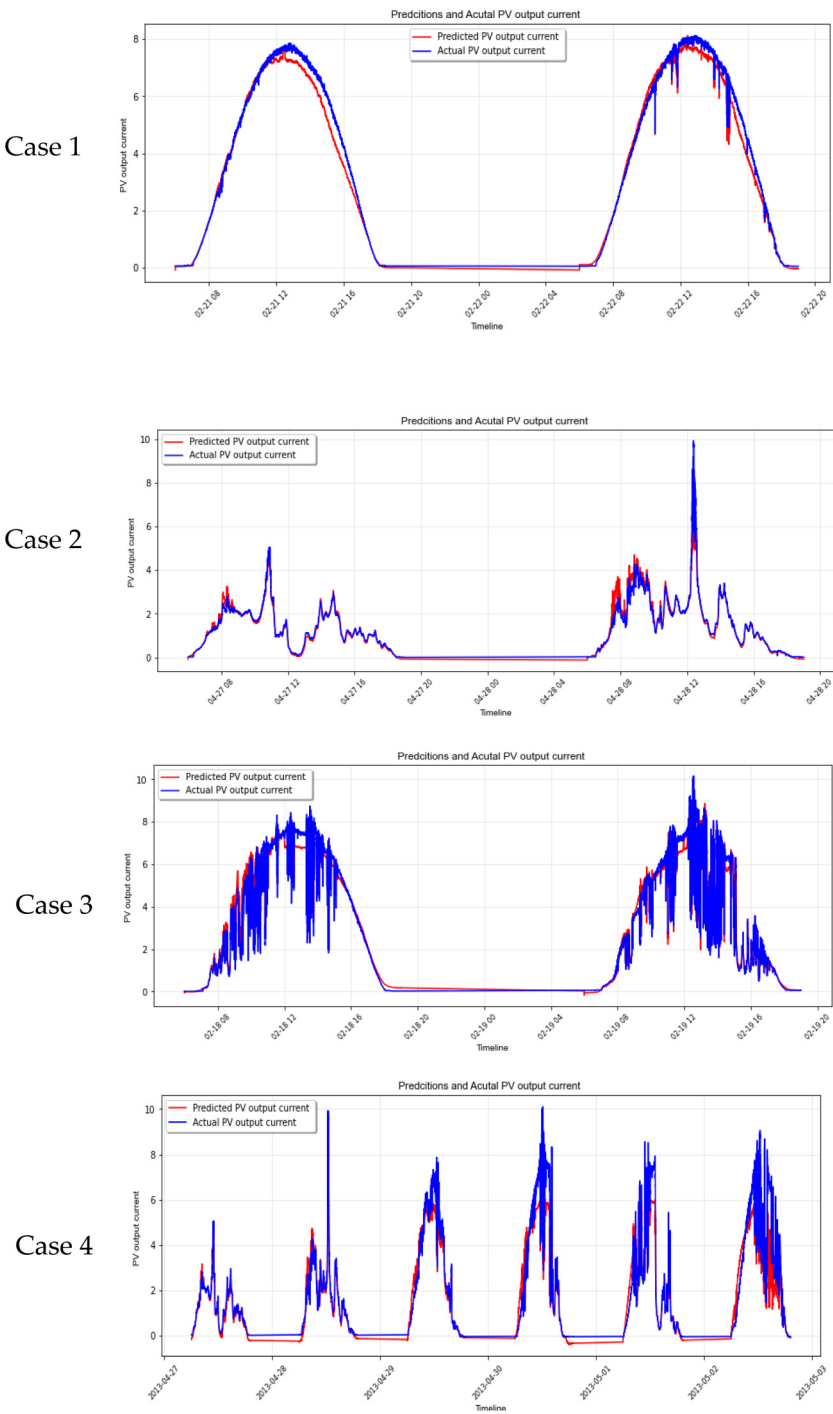 Predcitions and Acutal PV output current
Predicted PV output current
Actual PV output current
Case 1
PV output current
8
6
4
2
0
02-21 08
02-21 12
02-21 16
02-21 20
02-22 00
02-22 04
02-22 08
02-22 12
02-22 16
02-22 20
Timeline
Predcitions and Acutal PV output current
Predicted PV output current
Actual PV output current
Case 2
PV output current
10
8
6
4
2
0
04-27 08
04-27 12
04-27 16
04-27 20
04-28 00
04-28 04
04-28 08
04-28 12
04-28 16
04-28 20
Timeline
Predcitions and Acutal PV output current
Predicted PV output current
Actual PV output current
Case 3
PV output current
10
8
6
4
2
0
02-18 08
02-18 12
02-18 16
02-18 20
02-19 00
02-19 04
02-19 08
02-19 12
02-19 16
02-19 20
Timeline
Predcitions and Acutal PV output current
Predicted PV output current
Actual PV output current
Case 4
PV output current
10
8
6
4
2
0
2013-04-27
2013-04-28
2013-04-29
2013-04-30
2013-05-01
2013-05-02
2013-05-03
Timeline